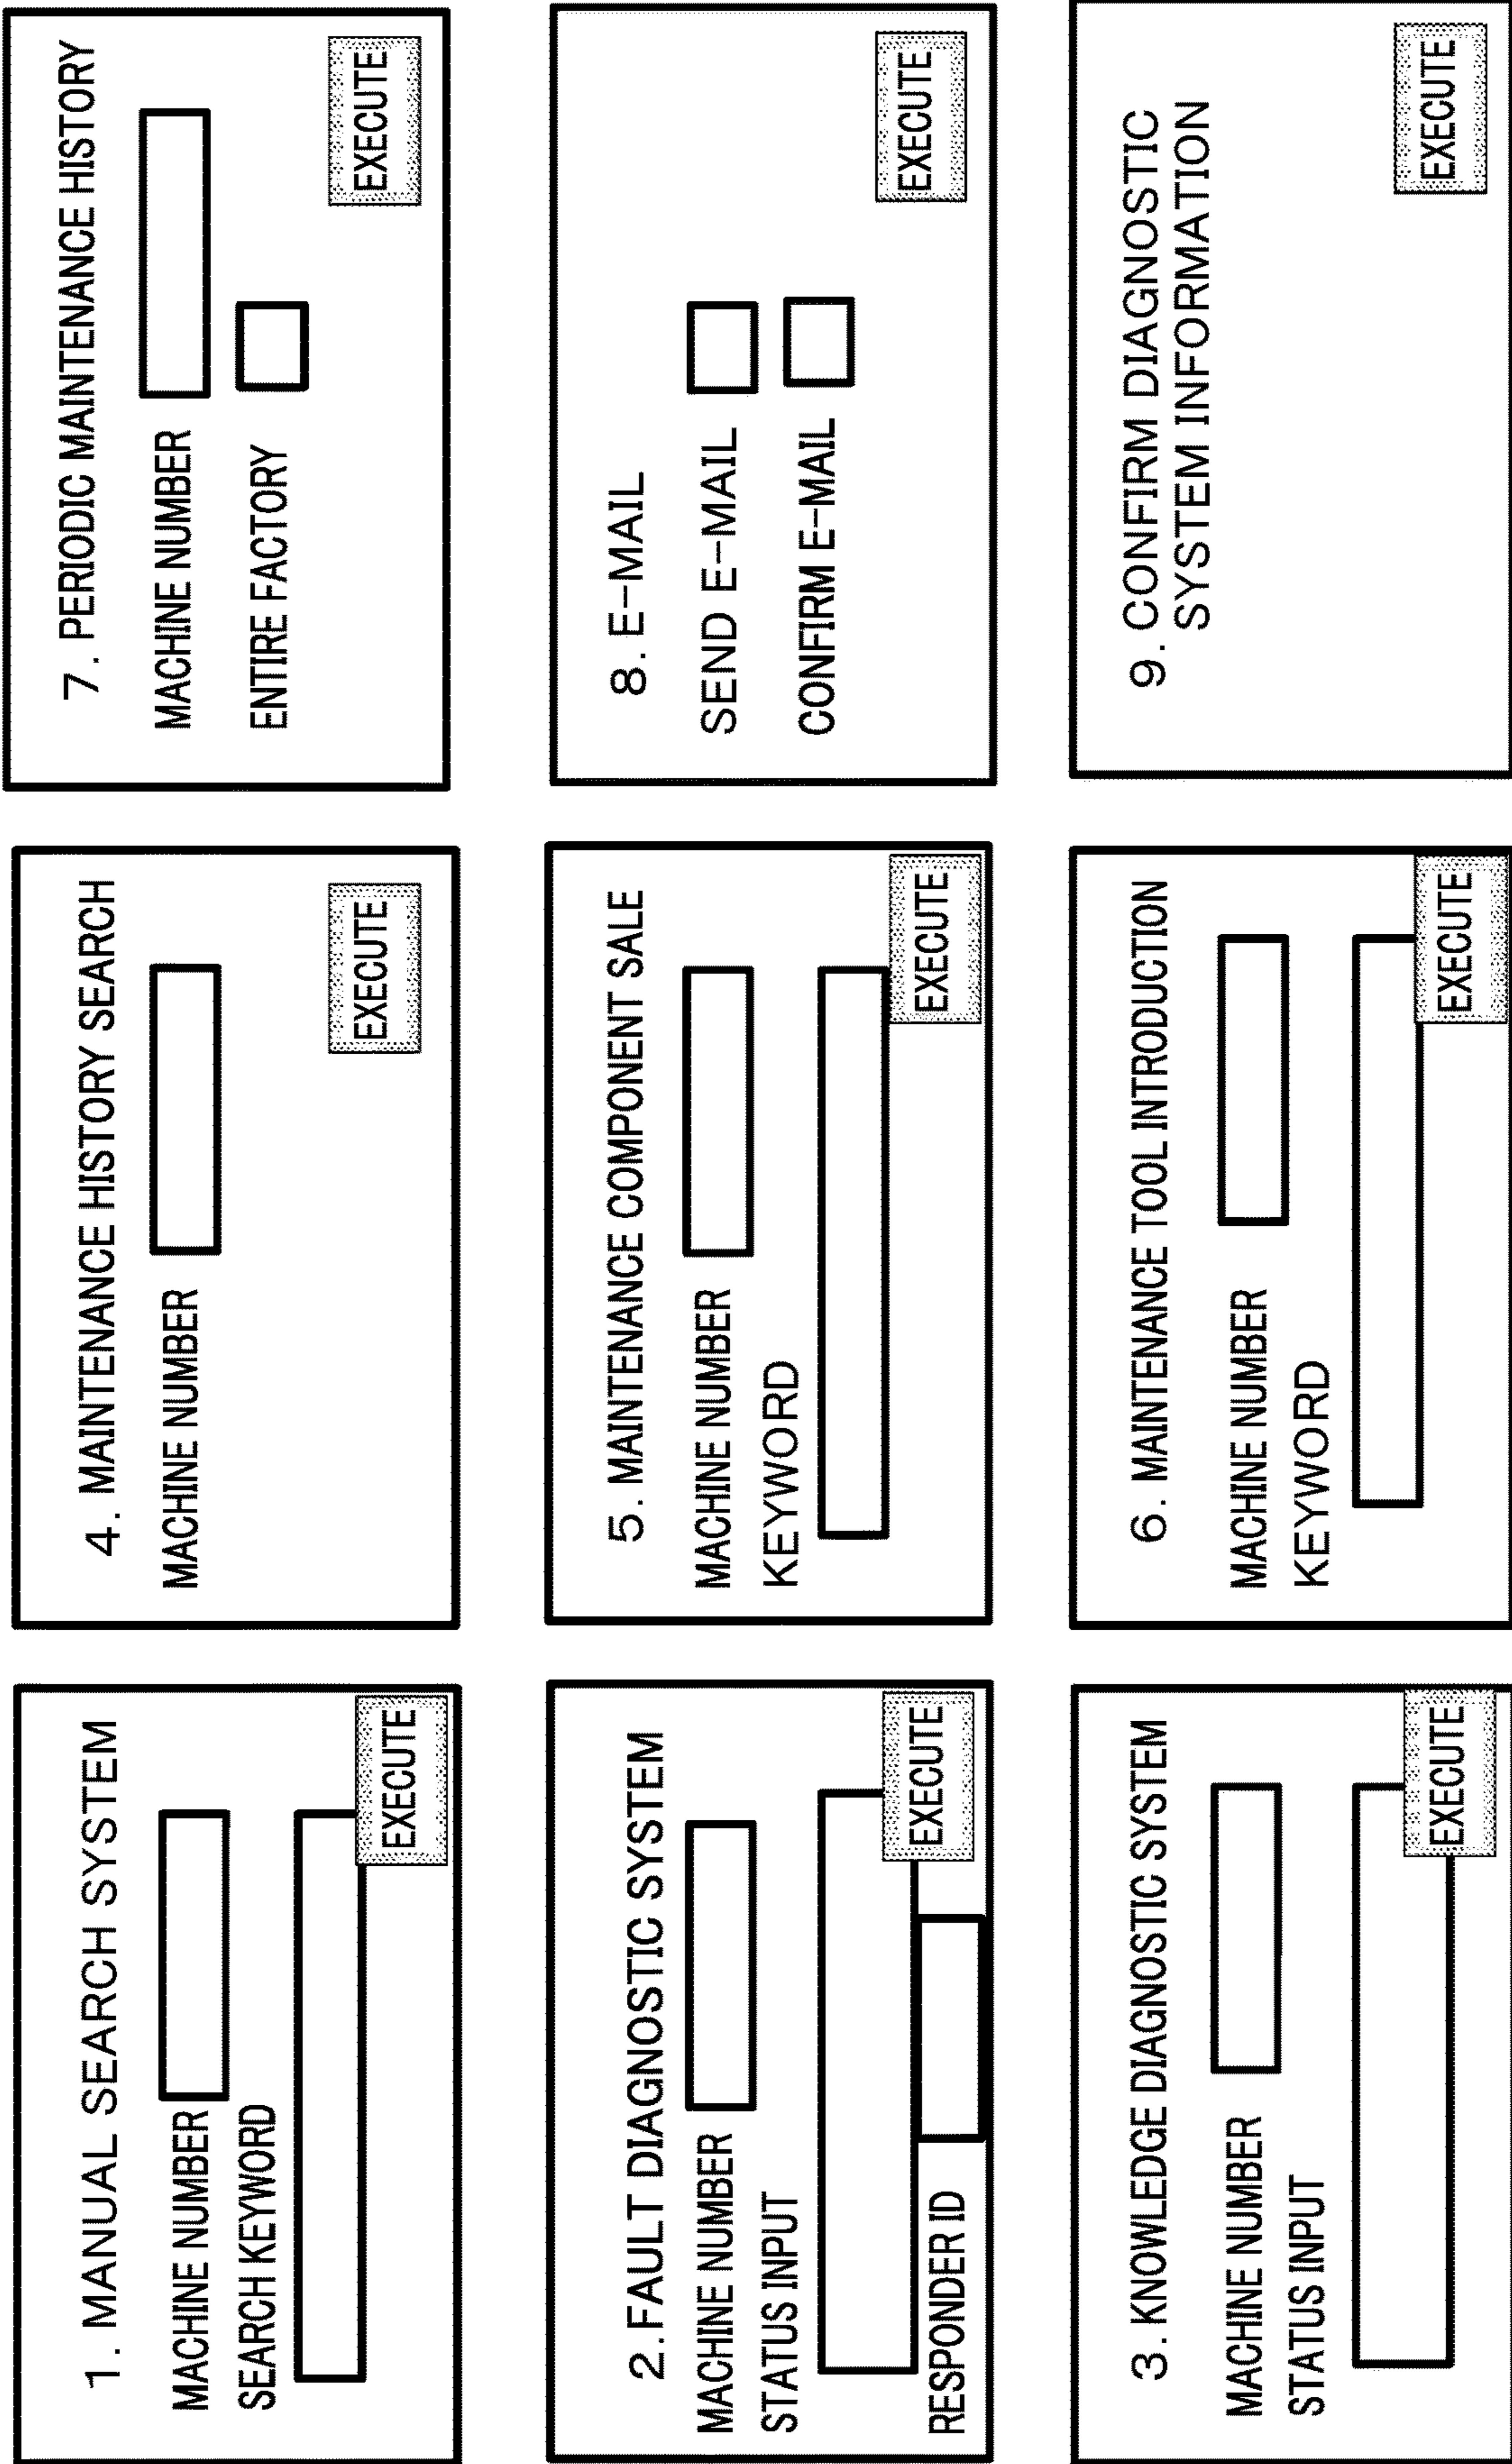 1. MANUAL SEARCH SYSTEM
MACHINE NUMBER
SEARCH KEYWORD
EXECUTE
2. FAULT DIAGNOSTIC SYSTEM
MACHINE NUMBER
STATUS INPUT
EXECUTE
RESPONDER ID
3. KNOWLEDGE DIAGNOSTIC SYSTEM
MACHINE NUMBER
STATUS INPUT
EXECUTE
4. MAINTENANCE HISTORY SEARCH
MACHINE NUMBER
EXECUTE
5. MAINTENANCE COMPONENT SALE
MACHINE NUMBER
KEYWORD
EXECUTE
6. MAINTENANCE TOOL INTRODUCTION
MACHINE NUMBER
KEYWORD
EXECUTE
7. PERIODIC MAINTENANCE HISTORY
MACHINE NUMBER
ENTIRE FACTORY
EXECUTE
8. E-MAIL
SEND E-MAIL
CONFIRM E-MAIL
EXECUTE
9. CONFIRM DIAGNOSTIC
SYSTEM INFORMATION
EXECUTE